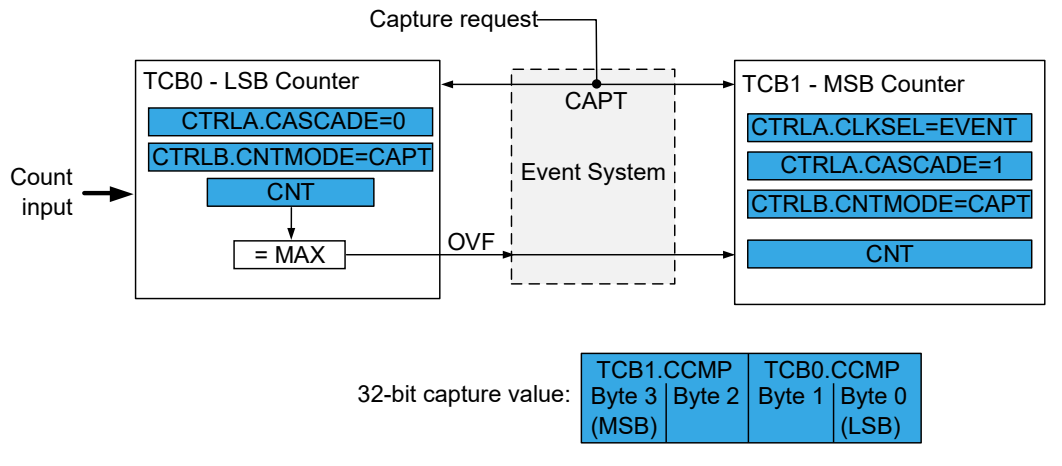 Capture request
TCB0 - LSB Counter
CTRLA.CASCADE=0
CTRLB.CNTMODE=CAPT
CNT
= MAX
Count
input
OVF
CAPT
Event System
TCB1 - MSB Counter
CTRLA.CLKSEL=EVENT
CTRLA.CASCADE=1
CTRLB.CNTMODE=CAPT
CNT
32-bit capture value:
TCB1.CCMP TCB0.CCMP
Byte 3 Byte 2 Byte 1 Byte 0
(MSB) (LSB)